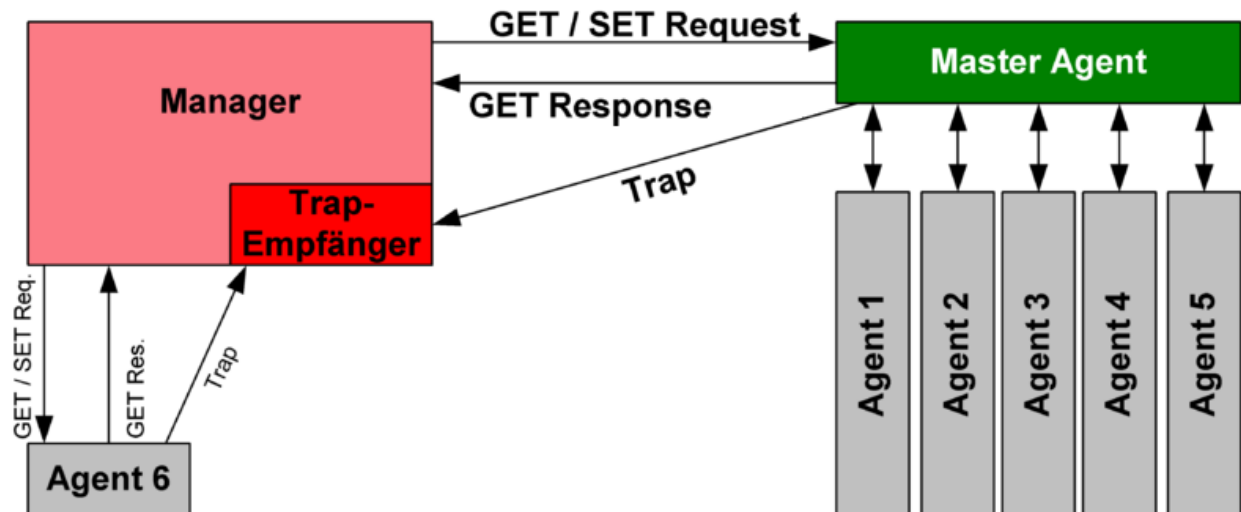 GET / SET Request
Master Agent
Manager
GET Response
Trap
Trap-
Empfänger
GET / SET Req.
GET Res.
Trap
Agent 1
Agent 2
Agent 3
Agent 4
Agent 5
Agent 6